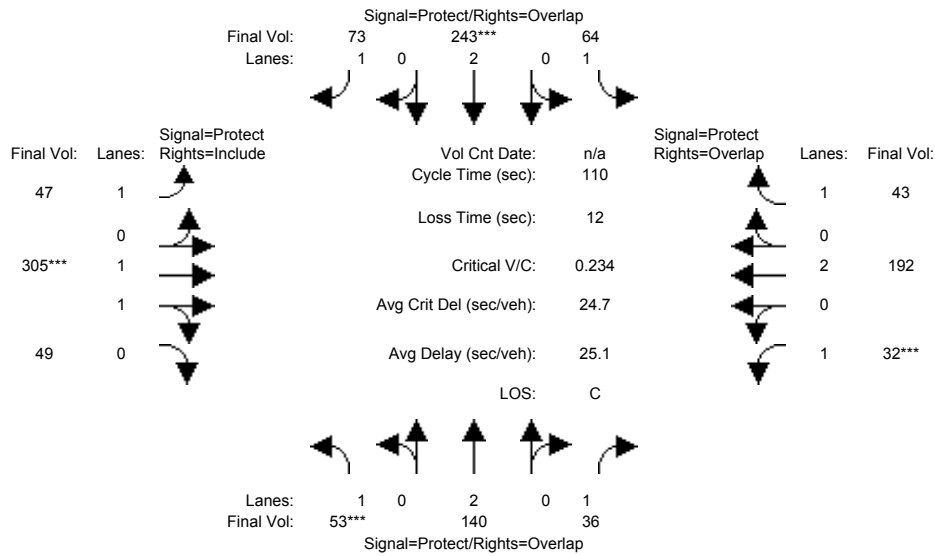 Signal=Protect/Rights=Overlap
Final Vol: 73 243*** 64
Lanes: 1 0 2 0 1
Signal=Protect Signal=Protect
Final Vol: Lanes: Rights=Include Vol Cnt Date: n/a Rights=Overlap Lanes: Final Vol:
Cycle Time (sec): 110
47 1 1 43
Loss Time (sec): 12
0 0
305*** 1 Critical V/C: 0.234 2 192
1 Avg Crit Del (sec/veh): 24.7 0
49 0 Avg Delay (sec/veh): 25.1 1 32***
LOS: C
Lanes: 1 0 2 0 1
Final Vol: 53*** 140 36
Signal=Protect/Rights=Overlap